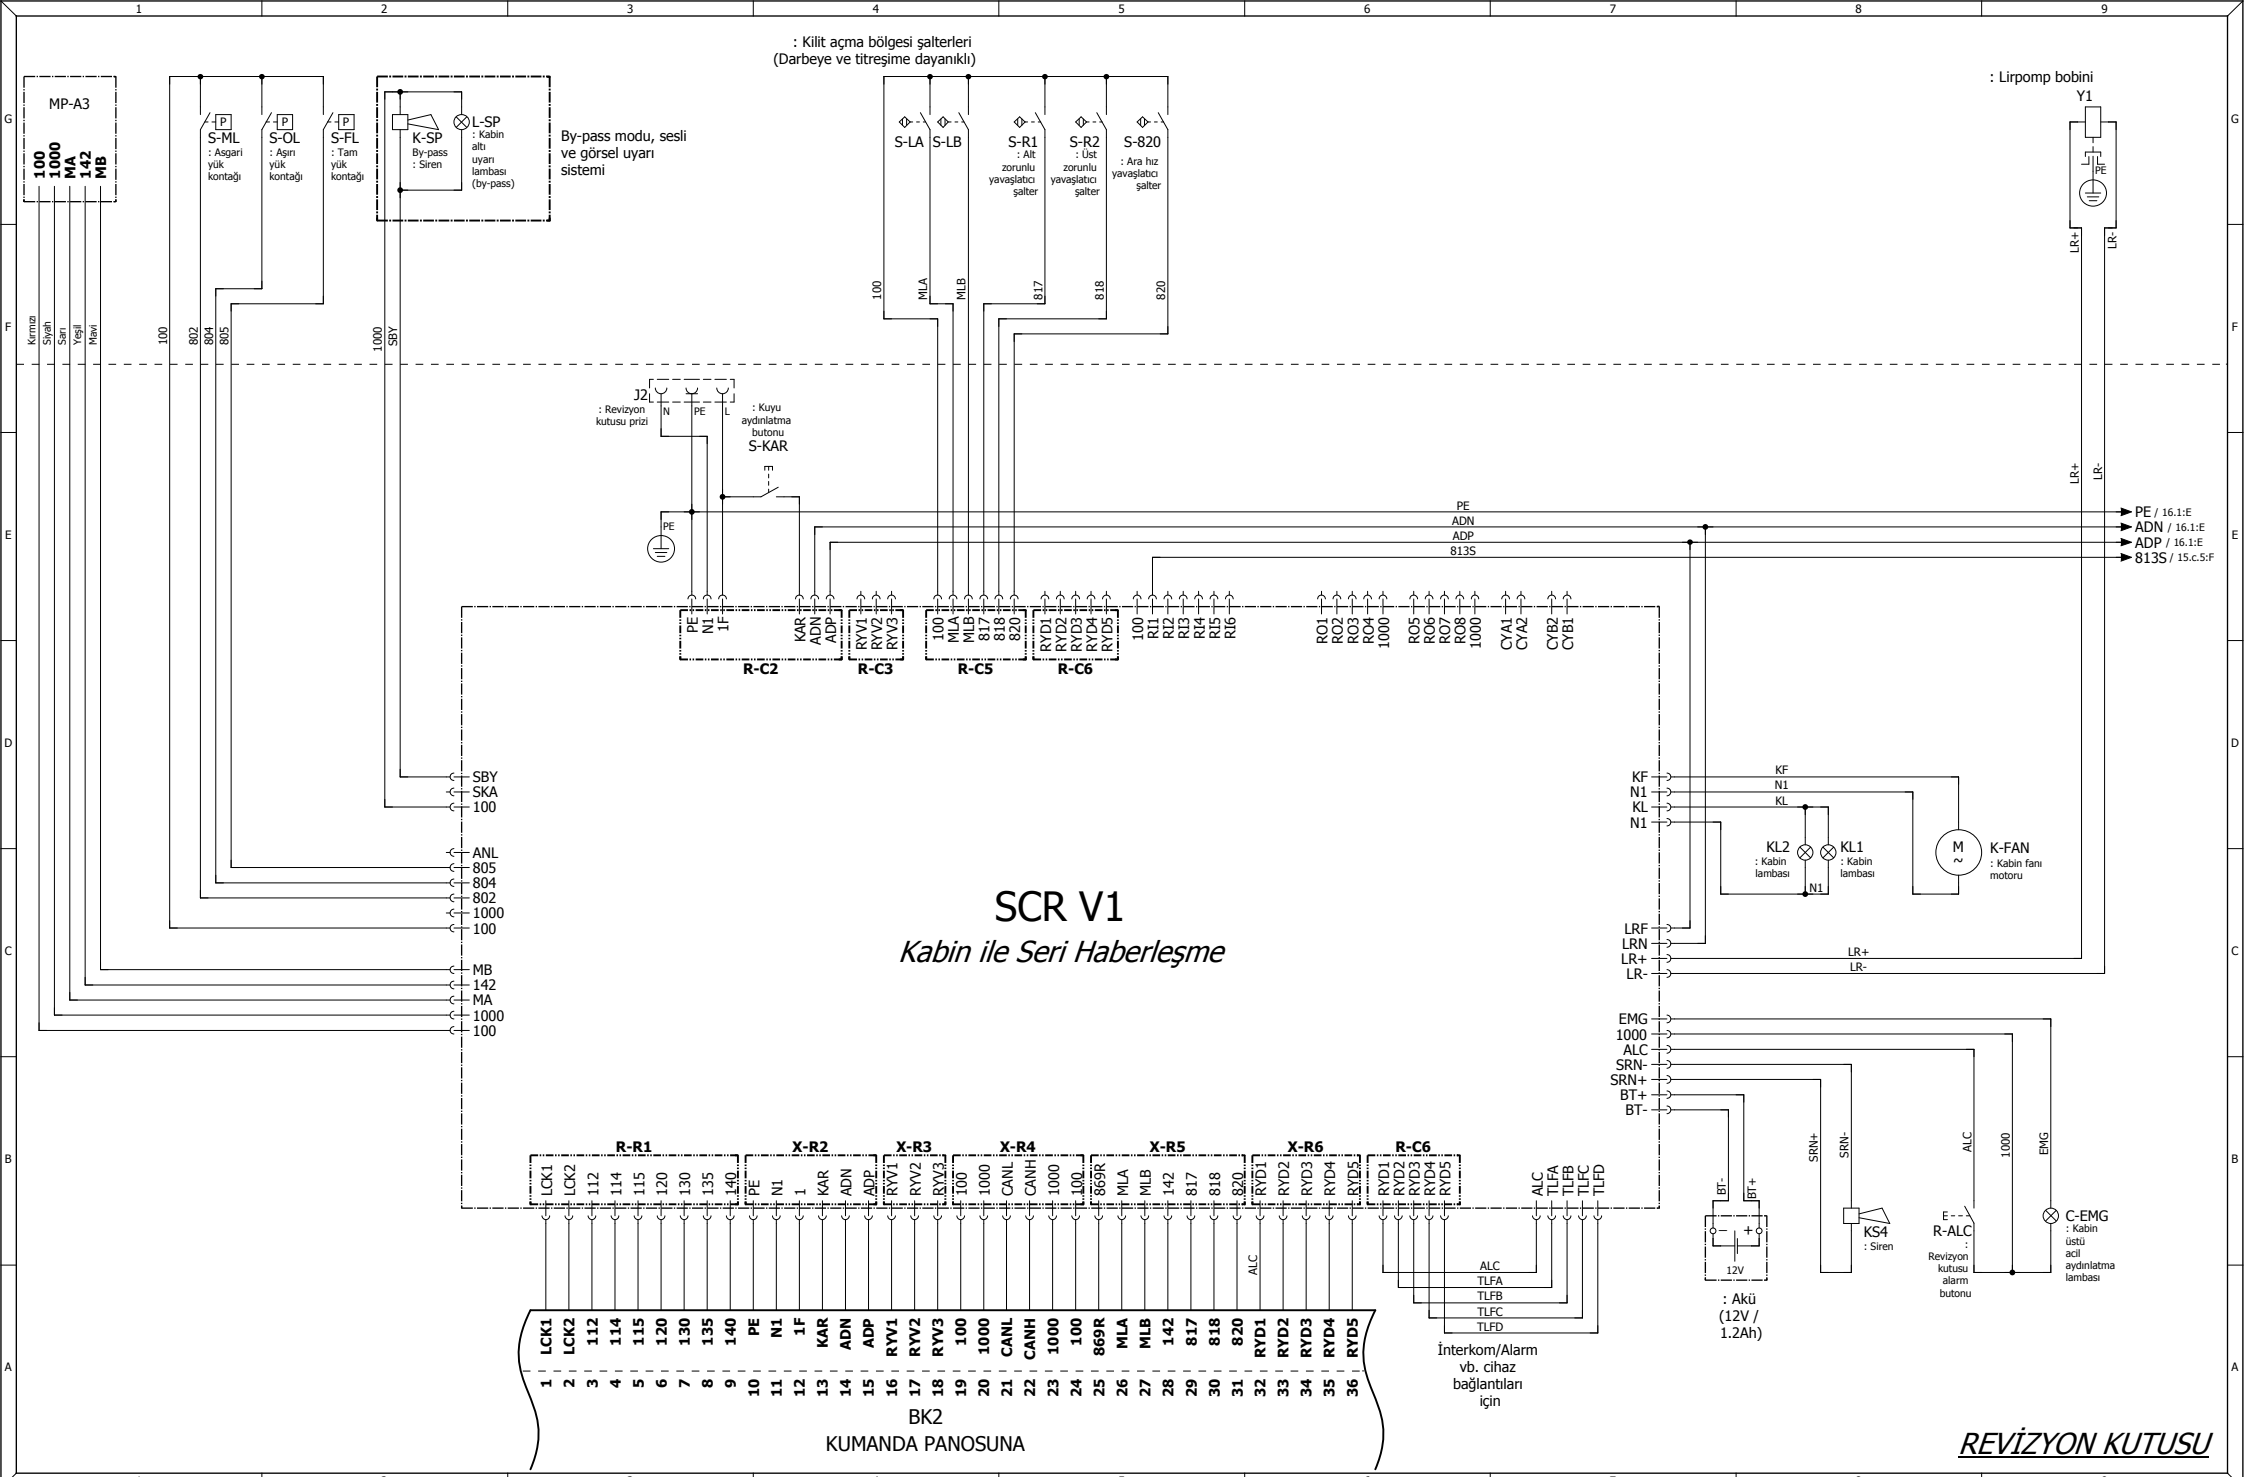 1 2 3 4 5 6 7 8 9
G
F
E
D
C
B
A
G
F
E
D
C
B
A
MP-A3
100
1000
MA
142
MB
Kırmızı
Siyah
Sarı
Yeşil
Mavi
P
S-ML
: Asgari
yük
kontağı
P
S-OL
: Aşırı
yük
kontağı
P
S-FL
: Tam
yük
kontağı
100
802
804
805
K-SP
By-pass
: Siren
L-SP
: Kabin
altı
uyarı
lambası
(by-pass)
By-pass modu, sesli
ve görsel uyarı
sistemi
1000
SBY
: Kilit açma bölgesi şalterleri
(Darbeye ve titreşime dayanıklı)
S-LA
S-LB
S-R1
: Alt
zorunlu
yavaşlatıcı
şalter
S-R2
: Üst
zorunlu
yavaşlatıcı
şalter
S-820
: Ara hız
yavaşlatıcı
şalter
100
MLA
MLB
817
818
820
: Lirpomp bobini
Y1
PE
LR+
LR-
LR+
LR-
J2
: Revizyon
kutusu prizi
N
PE
L
: Kuyu
aydınlatma
butonu
S-KAR
PE
PE
ADN
ADP
813S
PE / 16.1:E
ADN / 16.1:E
ADP / 16.1:E
813S / 15.c.5:F
PE
N1
1F
KAR
ADN
ADP
R-C2
RYV1
RYV2
RYV3
R-C3
100
MLA
MLB
817
818
820
R-C5
RYD1
RYD2
RYD3
RYD4
RYD5
R-C6
100
RI1
RI2
RI3
RI4
RI5
RI6
RO1
RO2
RO3
RO4
1000
RO5
RO6
RO7
RO8
1000
CYA1
CYA2
CYB2
CYB1
SBY
SKA
100
ANL
805
804
802
1000
100
MB
142
MA
1000
100
SCR V1
Kabin ile Seri Haberleşme
KF
N1
KL
N1
LRF
LRN
LR+
LR-
EMG
1000
ALC
SRN-
SRN+
BT+
BT-
KF
N1
KL
KL2
: Kabin
lambası
KL1
: Kabin
lambası
N1
M
~
K-FAN
: Kabin fanı
motoru
LR+
LR-
SRN+
SRN-
ALC
1000
EMG
BT-
BT+
- +
12V
: Akü
(12V /
1.2Ah)
KS4
: Siren
E
R-ALC
:
Revizyon
kutusu
alarm
butonu
C-EMG
: Kabin
üstü
acil
aydınlatma
lambası
R-R1
X-R2
X-R3
X-R4
X-R5
X-R6
R-C6
LCK1
LCK2
112
114
115
120
130
135
140
PE
N1
1
KAR
ADN
ADP
RYV1
RYV2
RYV3
100
1000
CANL
CANH
1000
100
869R
MLA
MLB
142
817
818
820
RYD1
RYD2
RYD3
RYD4
RYD5
RYD1
RYD2
RYD3
RYD4
RYD5
ALC
TLFA
TLFB
TLFC
TLFD
ALC
ALC
TLFA
TLFB
TLFC
TLFD
İnterkom/Alarm
vb. cihaz
bağlantıları
için
LCK1
LCK2
112
114
115
120
130
135
140
PE
N1
1F
KAR
ADN
ADP
RYV1
RYV2
RYV3
100
1000
CANL
CANH
1000
100
869R
MLA
MLB
142
817
818
820
RYD1
RYD2
RYD3
RYD4
RYD5
1 2 3 4 5 6 7 8 9 10 11 12 13 14 15 16 17 18 19 20 21 22 23 24 25 26 27 28 29 30 31 32 33 34 35 36
BK2
KUMANDA PANOSUNA
REVİZYON KUTUSU